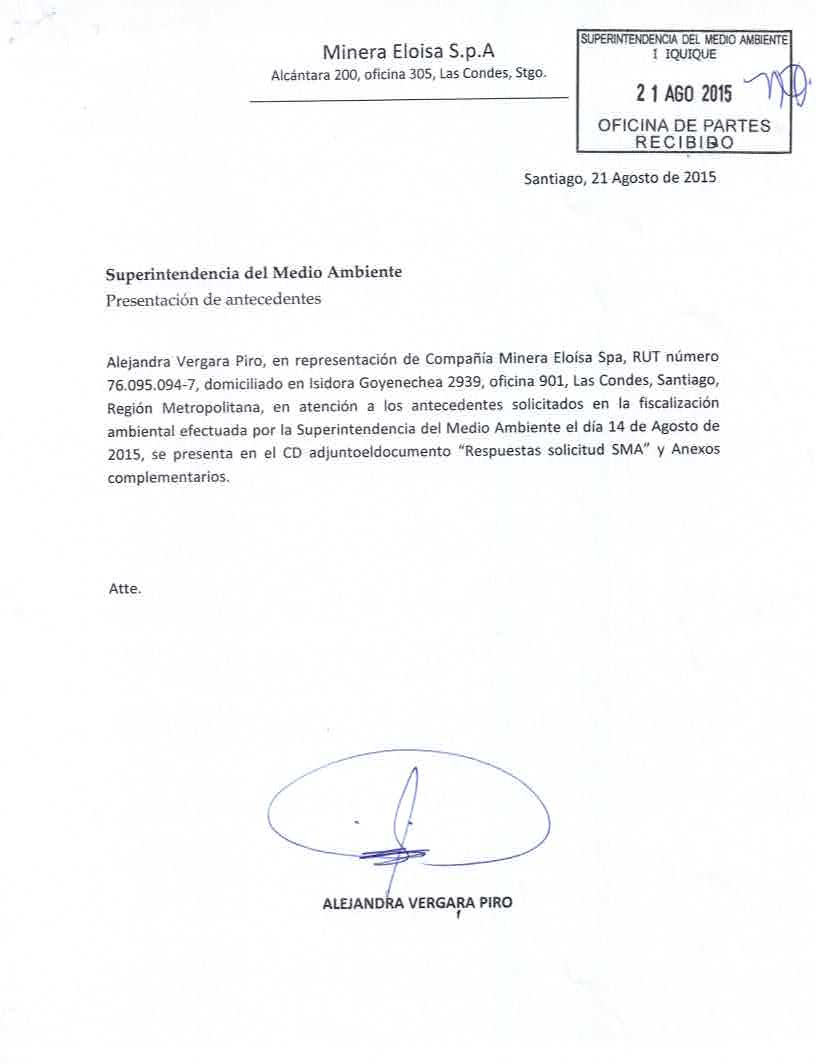 Minera Eloisa S.p.A
Alcántara 200, oficina 305, Las Condes, Stgo.
SUPERINTENDENCIA DEL MEDIO AMBIENTE
I IQUIQUE
21 AGO 2015
OFICINA DE PARTES
RECIBIDO
Santiago, 21 Agosto de 2015
Superintendencia del Medio Ambiente
Presentación de antecedentes
Alejandra Vergara Piro, en representación de Compañía Minera Eloísa Spa, RUT número
76.095.094-7, domiciliado en Isidora Goyenechea 2939, oficina 901, Las Condes, Santiago,
Región Metropolitana, en atención a los antecedentes solicitados en la fiscalización
ambiental efectuada por la Superintendencia del Medio Ambiente el día 14 de Agosto de
2015, se presenta en el CD adjuntoeldocumento “Respuestas solicitud SMA” y Anexos
complementarios.
Atte.
ALEJANDRA VERGARA PIRO